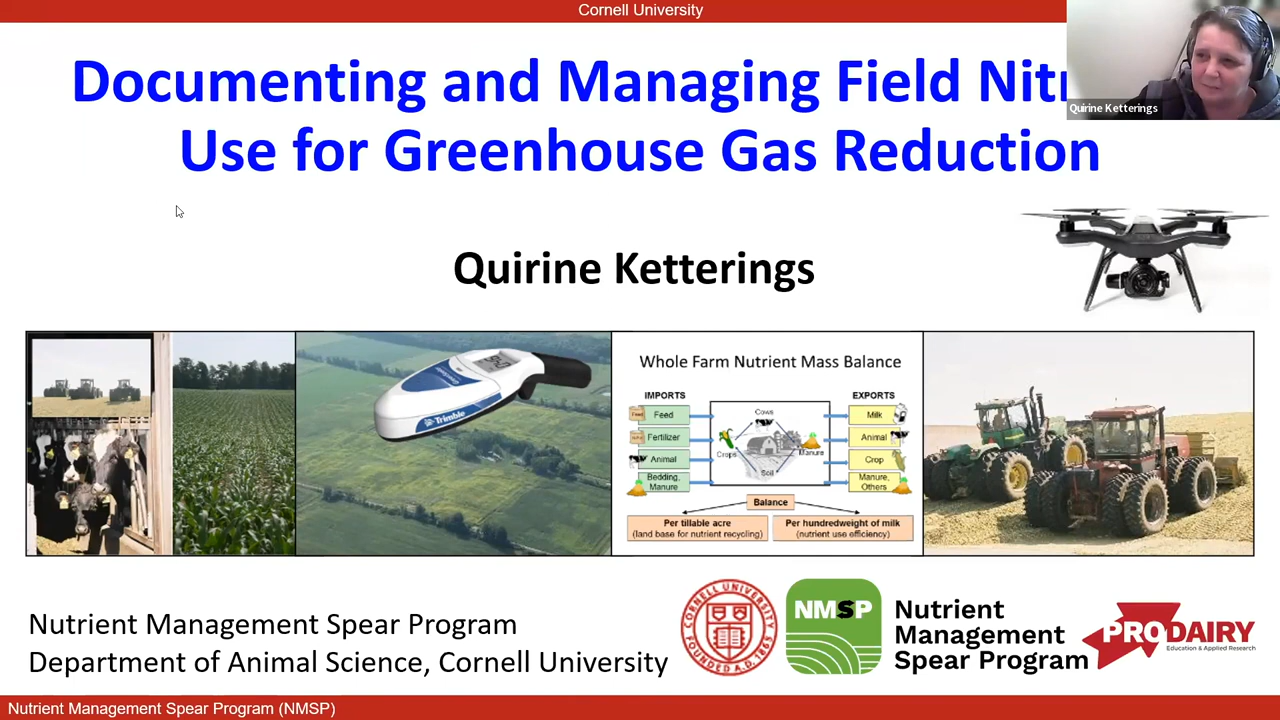 Cornell University
Documenting and Managing Field Nitr
Use for Greenhouse Gas Reduction
Quirine Ketterings
Quirine Ketterings
Trimble
Whole Farm Nutrient Mass Balance
IMPORTS
EXPORTS
Feed
Fertilizer
Animal
Bedding,
Manure
Cows
Crops
Manure
Soil
Milk
Animal
Crop
Manure,
Others
Balance
Per tillable acre
(land base for nutrient recycling)
Per hundredweight of milk
(nutrient use efficiency)
Nutrient Management Spear Program
Department of Animal Science, Cornell University
CORNELL UNIVERSITY
FOUNDED A.D. 1865
NMSP
Nutrient
Management
Spear Program
PRODAIRY
Education & Applied Research
Nutrient Management Spear Program (NMSP)